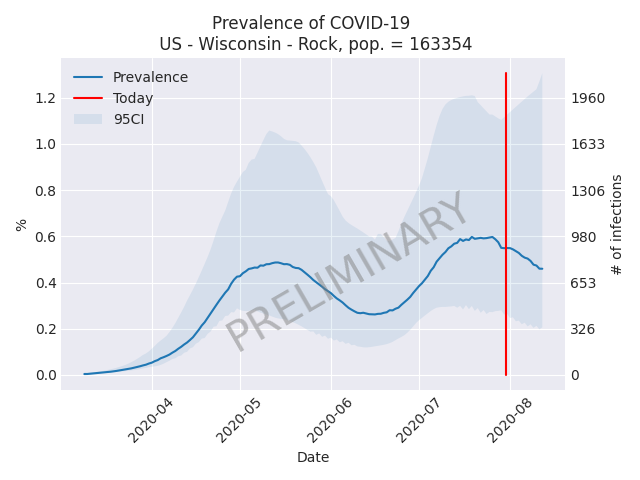 Prevalence of COVID-19
US - Wisconsin - Rock, pop. = 163354
Prevalence
Today
95CI
1.2
1.0
0.8
0.6
0.4
0.2
0.0
%
1960
1633
1306
980
653
326
0
# of infections
PRELIMINARY
2020-04
2020-05
2020-06
2020-07
2020-08
Date